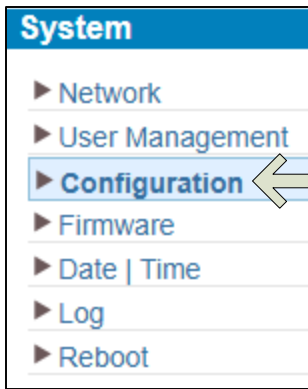 System
Network
User Management
Configuration
Firmware
Date | Time
Log
Reboot